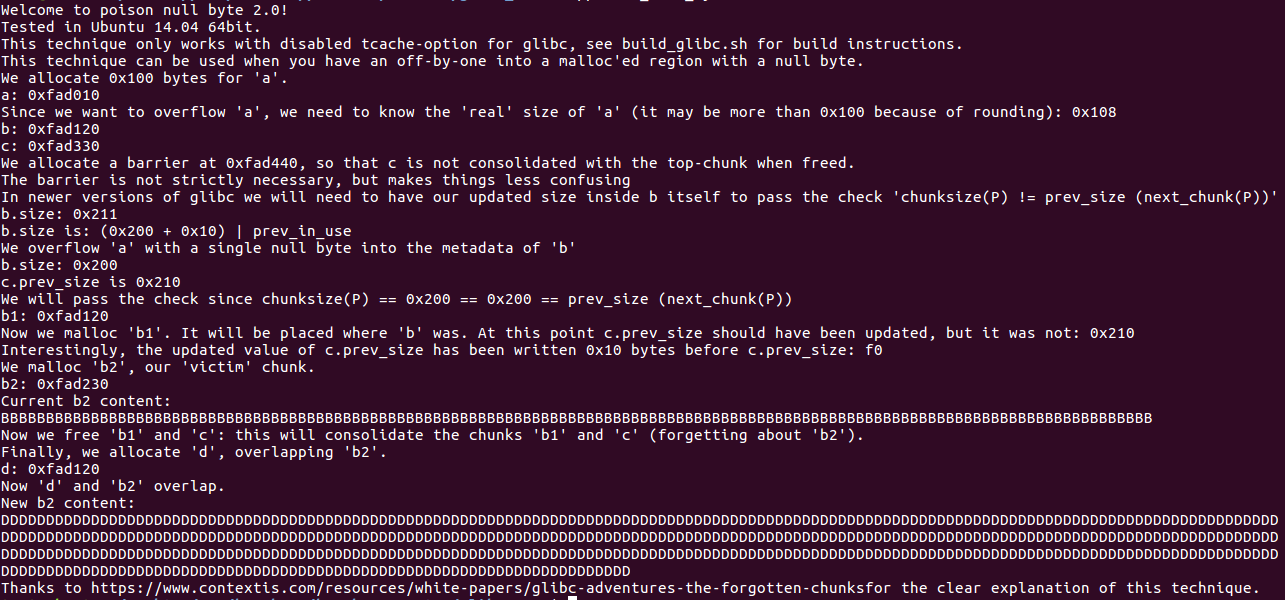 Welcome to poison null byte 2.0!
Tested in Ubuntu 14.04 64bit.
This technique only works with disabled tcache-option for glibc, see build_glibc.sh for build instructions.
This technique can be used when you have an off-by-one into a malloc'ed region with a null byte.
We allocate 0x100 bytes for 'a'.
a: 0xfad010
Since we want to overflow 'a', we need to know the 'real' size of 'a' (it may be more than 0x100 because of rounding): 0x108
b: 0xfad120
c: 0xfad330
We allocate a barrier at 0xfad440, so that c is not consolidated with the top-chunk when freed.
The barrier is not strictly necessary, but makes things less confusing
In newer versions of glibc we will need to have our updated size inside b itself to pass the check 'chunksize(P) != prev_size (next_chunk(P))'
b.size: 0x211
b.size is: (0x200 + 0x10) | prev_in_use
We overflow 'a' with a single null byte into the metadata of 'b'
b.size: 0x200
c.prev_size is 0x210
We will pass the check since chunksize(P) == 0x200 == 0x200 == prev_size (next_chunk(P))
b1: 0xfad120
Now we malloc 'b1'. It will be placed where 'b' was. At this point c.prev_size should have been updated, but it was not: 0x210
Interestingly, the updated value of c.prev_size has been written 0x10 bytes before c.prev_size: f0
We malloc 'b2', our 'victim' chunk.
b2: 0xfad230
Current b2 content:
BBBBBBBBBBBBBBBBBBBBBBBBBBBBBBBBBBBBBBBBBBBBBBBBBBBBBBBBBBBBBBBBBBBBBBBBBBBBBBBBBBBBBBBBBBBBBBBBBBBBBBBBBBBBBBBBBBBBBBBBBBBBBBBB
Now we free 'b1' and 'c': this will consolidate the chunks 'b1' and 'c' (forgetting about 'b2').
Finally, we allocate 'd', overlapping 'b2'.
d: 0xfad120
Now 'd' and 'b2' overlap.
New b2 content:
DDDDDDDDDDDDDDDDDDDDDDDDDDDDDDDDDDDDDDDDDDDDDDDDDDDDDDDDDDDDDDDDDDDDDDDDDDDDDDDDDDDDDDDDDDDDDDDDDDDDDDDDDDDDDDDDDDDDDDDDDDDDDDDDDDDDDDDDDDDDDD
DDDDDDDDDDDDDDDDDDDDDDDDDDDDDDDDDDDDDDDDDDDDDDDDDDDDDDDDDDDDDDDDDDDDDDDDDDDDDDDDDDDDDDDDDDDDDDDDDDDDDDDDDDDDDDDDDDDDDDDDDDDDDDDDDDDDDDDDDDDDDD
DDDDDDDDDDDDDDDDDDDDDDDDDDDDDDDDDDDDDDDDDDDDDDDDDDDDDDDDDDDDDDDDDDDDDDDDDDDDDDDDDDDDDDDDDDDDDDDDDDDDDDDDDDDDDDDDDDDDDDDDDDDDDDDDDDDDDDDDDDDDDD
DDDDDDDDDDDDDDDDDDDDDDDDDDDDDDDDDDDDDDDDDDDDDDDDDDDDDDDDDDDDDDDDDDDDDD
Thanks to https://www.contextis.com/resources/white-papers/glibc-adventures-the-forgotten-chunksfor the clear explanation of this technique.